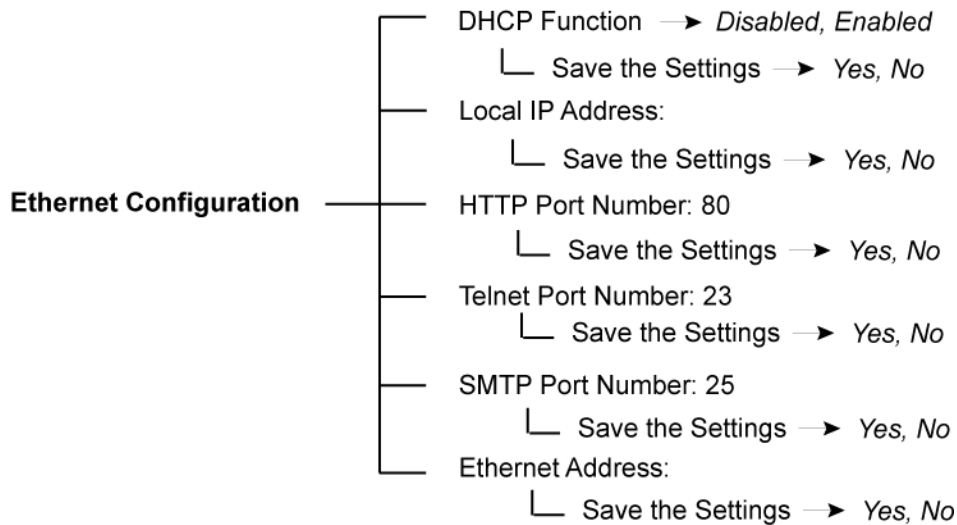 DHCP Function → Disabled, Enabled
Save the Settings → Yes, No
Local IP Address:
Save the Settings → Yes, No
Ethernet Configuration
HTTP Port Number: 80
Save the Settings → Yes, No
Telnet Port Number: 23
Save the Settings → Yes, No
SMTP Port Number: 25
Save the Settings → Yes, No
Ethernet Address:
Save the Settings → Yes, No